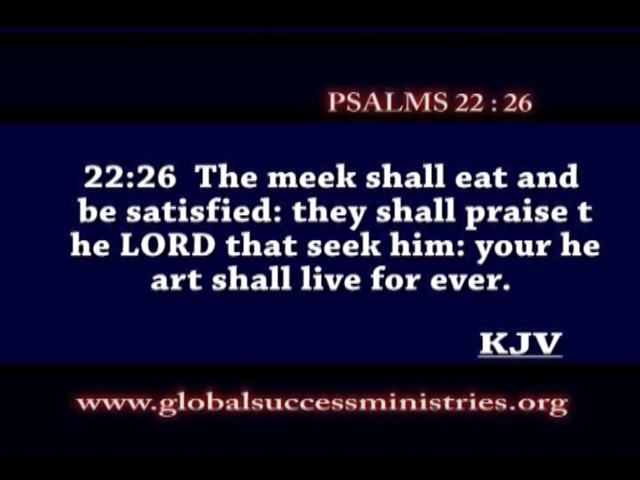 PSALMS 22 : 26
22:26 The meek shall eat and
be satisfied: they shall praise t
he LORD that seek him: your he
art shall live for ever.
KJV
www.globalsuccessministries.org